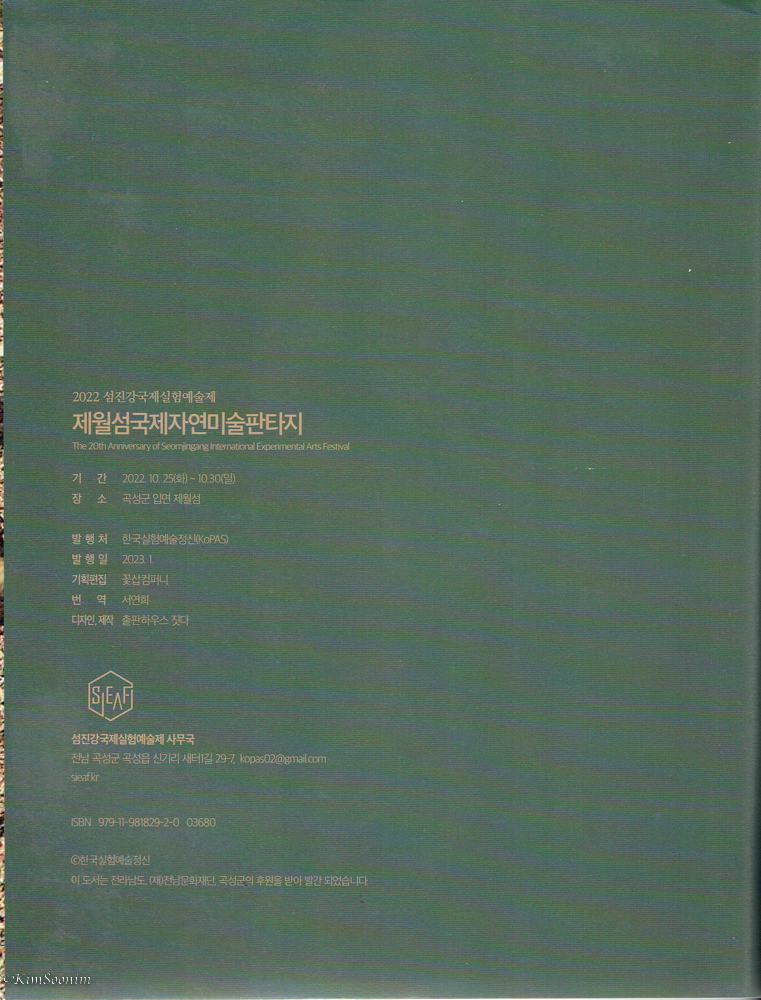 2022 섬진강국제실험예술제
제월섬국제자연미술판타지
The 20th Anniversary of Seomjingang International Experimental Arts Festival
기 간 2022. 10. 25(화) ~ 10.30(일)
장 소 곡성군 입면 제월섬
발 행 처 한국실험예술정신(KoPAS)
발 행 일 2023. 1.
기획편집 꽃삽컴퍼니
번 역 서연희
디자인, 제작 출판하우스 짓다
SIEAF
섬진강국제실험예술제 사무국
전남 곡성군 곡성읍 신기리 새터1길 29-7, kopas02@gmail.com
sieaf.kr
ISBN 979-11-981829-2-0 03680
©한국실험예술정신
이 도서는 전라남도, (재)전남문화재단, 곡성군의 후원을 받아 발간 되었습니다.
©KimSoonim